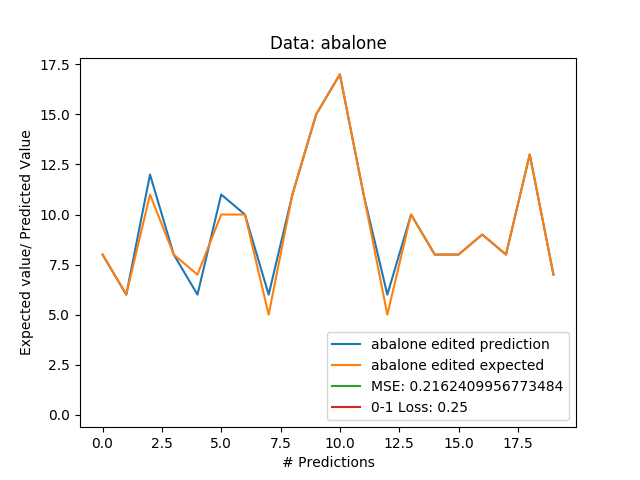 Data: abalone
17.5
15.0
12.5
10.0
7.5
5.0
2.5
0.0
Expected value/ Predicted Value
abalone edited prediction
abalone edited expected
MSE: 0.2162409956773484
0-1 Loss: 0.25
0.0 2.5 5.0 7.5 10.0 12.5 15.0 17.5
# Predictions